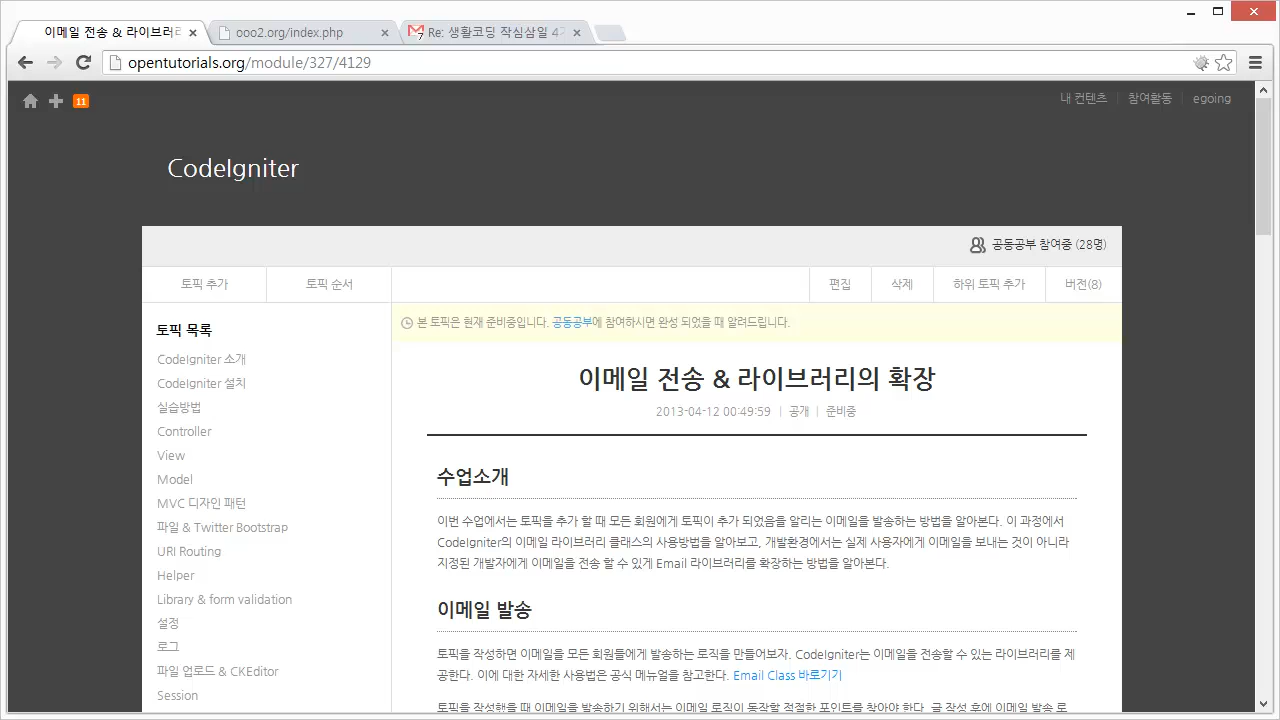 이메일 전송 & 라이브러리
ooo2.org/index.php
Re: 생활코딩 작심삼일
opentutorials.org/module/327/4129
11
내 컨텐츠 | 참여활동 | egoing
CodeIgniter
공동공부 참여중 (28명)
토픽 추가
토픽 순서
편집
삭제
하위 토픽 추가
버전(8)
토픽 목록
CodeIgniter 소개
CodeIgniter 설치
실습방법
Controller
View
Model
MVC 디자인 패턴
파일 & Twitter Bootstrap
URI Routing
Helper
Library & form validation
설정
로그
파일 업로드 & CKEditor
Session
본 토픽은 현재 준비중입니다. 공동공부에 참여하시면 완성 되었을 때 알려드립니다.
이메일 전송 & 라이브러리의 확장
2013-04-12 00:49:59 | 공개 | 준비중
수업소개
이번 수업에서는 토픽을 추가 할 때 모든 회원에게 토픽이 추가 되었음을 알리는 이메일을 발송하는 방법을 알아본다. 이 과정에서
CodeIgniter의 이메일 라이브러리 클래스의 사용방법을 알아보고, 개발환경에서는 실제 사용자에게 이메일을 보내는 것이 아니라
지정된 개발자에게 이메일을 전송 할 수 있게 Email 라이브러리를 확장하는 방법을 알아본다.
이메일 발송
토픽을 작성하면 이메일을 모든 회원들에게 발송하는 로직을 만들어보자. CodeIgniter는 이메일을 전송할 수 있는 라이브러리를 제
공한다. 이에 대한 자세한 사용법은 공식 메뉴얼을 참고한다. Email Class 바로가기
토픽을 작성했을 때 이메일을 발송하기 위해서는 이메일 로직이 동작할 적절한 포인트를 찾아야 한다. 글 작성 후에 이메일 발송 로